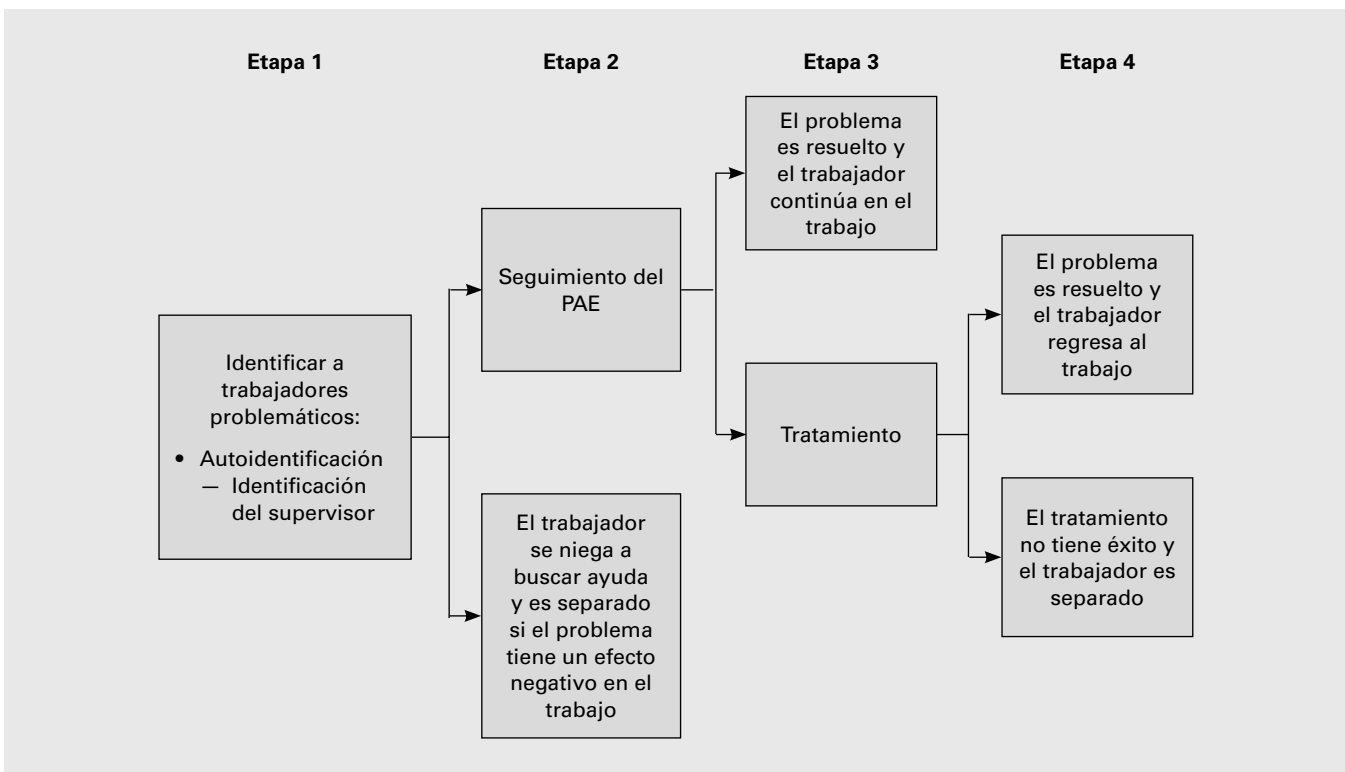 Etapa 1
Etapa 2
Etapa 3
Etapa 4
Identificar a
trabajadores
problemáticos:
• Autoidentificación
— Identificación
del supervisor
Seguimiento del
PAE
El trabajador
se niega a
buscar ayuda
y es separado
si el problema
tiene un efecto
negativo en el
trabajo
El problema
es resuelto y
el trabajador
continúa en el
trabajo
Tratamiento
El problema
es resuelto y
el trabajador
regresa al
trabajo
El tratamiento
no tiene éxito y
el trabajador es
separado